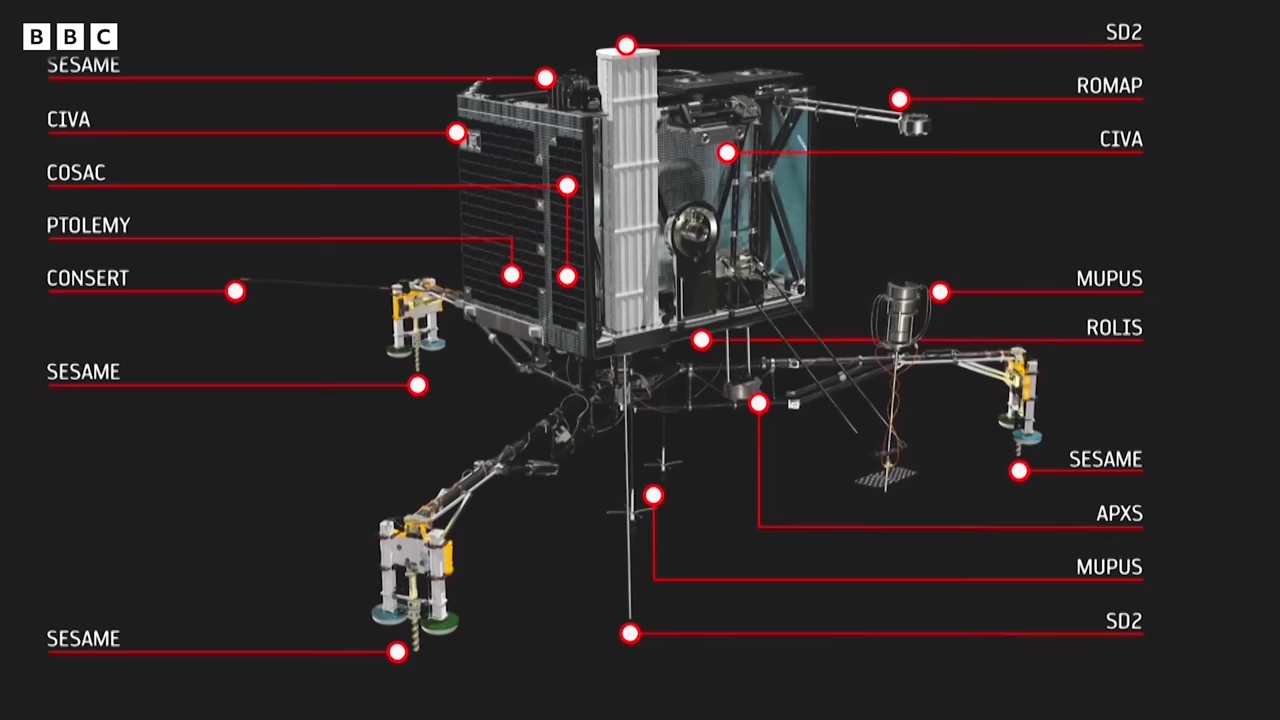 BBC
SESAME
CIVA
COSAC
PTOLEMY
CONSERT
SESAME
SESAME
SD2
ROMAP
CIVA
MUPUS
ROLIS
SESAME
APXS
MUPUS
SD2